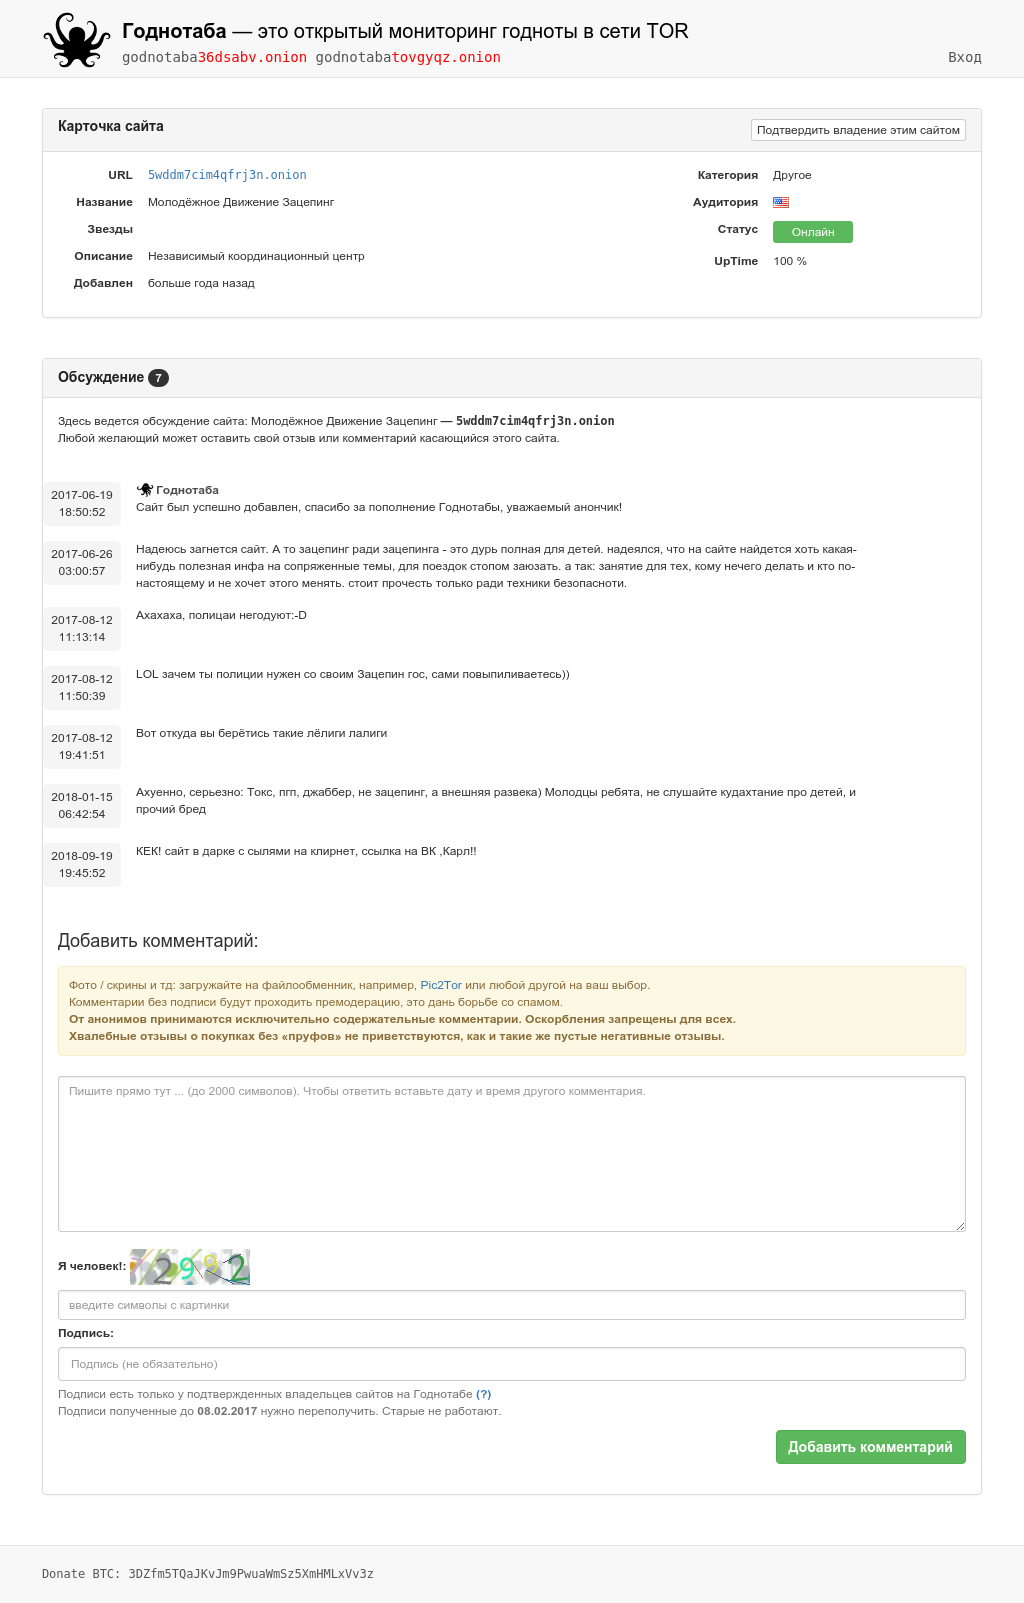 Годнотаба — это открытый мониторинг годноты в сети TOR
godnotaba36dsabv.onion godnotabatovgyqz.onion
Вход
Карточка сайта
Подтвердить владение этим сайтом
URL 5wddm7cim4qfrj3n.onion
Название Молодёжное Движение Зацепинг
Звезды
Описание Независимый координационный центр
Добавлен больше года назад
Категория Другое
Аудитория
Статус Онлайн
UpTime 100 %
Обсуждение 7
Здесь ведется обсуждение сайта: Молодёжное Движение Зацепинг — 5wddm7cim4qfrj3n.onion
Любой желающий может оставить свой отзыв или комментарий касающийся этого сайта.
2017-06-19
18:50:52
Годнотаба
Сайт был успешно добавлен, спасибо за пополнение Годнотабы, уважаемый анончик!
2017-06-26
03:00:57
Надеюсь загнется сайт. А то зацепинг ради зацепинга - это дурь полная для детей. надеялся, что на сайте найдется хоть какая-
нибудь полезная инфа на сопряженные темы, для поездок стопом заюзать. а так: занятие для тех, кому нечего делать и кто по-
настоящему и не хочет этого менять. стоит прочесть только ради техники безопасноти.
2017-08-12
11:13:14
Ахахаха, полицаи негодуют:-D
2017-08-12
11:50:39
LOL зачем ты полиции нужен со своим Зацепин гос, сами повыпиливаетесь))
2017-08-12
19:41:51
Вот откуда вы берётись такие лёлиги лалиги
2018-01-15
06:42:54
Ахуенно, серьезно: Токс, пгп, джаббер, не зацепинг, а внешняя развека) Молодцы ребята, не слушайте кудахтание про детей, и
прочий бред
2018-09-19
19:45:52
КЕК! сайт в дарке с сылями на клирнет, ссылка на ВК ,Карл!!
Добавить комментарий:
Фото / скрины и тд: загружайте на файлообменник, например, Pic2Tor или любой другой на ваш выбор.
Комментарии без подписи будут проходить премодерацию, это дань борьбе со спамом.
От анонимов принимаются исключительно содержательные комментарии. Оскорбления запрещены для всех.
Хвалебные отзывы о покупках без «пруфов» не приветствуются, как и такие же пустые негативные отзывы.
Пишите прямо тут ... (до 2000 символов). Чтобы ответить вставьте дату и время другого комментария.
Я человек!: 2992
введите символы с картинки
Подпись:
Подпись (не обязательно)
Подписи есть только у подтвержденных владельцев сайтов на Годнотабе (?)
Подписи полученные до 08.02.2017 нужно переполучить. Старые не работают.
Добавить комментарий
Donate BTC: 3DZfm5TQaJKvJm9PwuaWmSz5XmHMLxVv3z